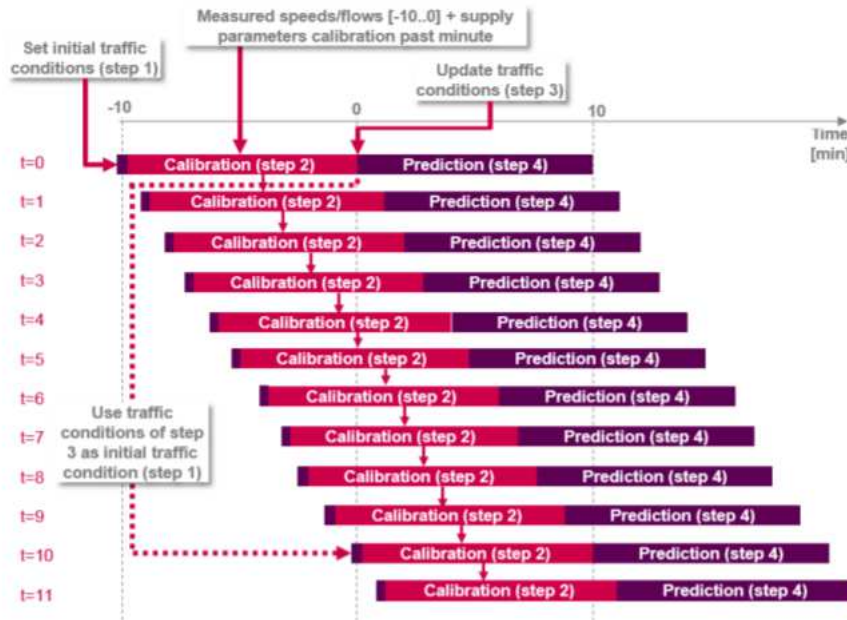 Measured speeds/flows [-10..0] + supply
parameters calibration past minute
Set initial traffic
conditions (step 1)
Update traffic
conditions (step 3)
-10
0
10
Time
[min]
t=0
Calibration (step 2)
Prediction (step 4)
t=1
Calibration (step 2)
Prediction (step 4)
t=2
Calibration (step 2)
Prediction (step 4)
t=3
Calibration (step 2)
Prediction (step 4)
t=4
Calibration (step 2)
Prediction (step 4)
t=5
Calibration (step 2)
Prediction (step 4)
t=6
Calibration (step 2)
Prediction (step 4)
Use traffic
conditions of step
3 as initial traffic
condition (step 1)
t=7
Calibration (step 2)
Prediction (step 4)
t=8
Calibration (step 2)
Prediction (step 4)
t=9
Calibration (step 2)
Prediction (step 4)
t=10
Calibration (step 2)
Prediction (step 4)
t=11
Calibration (step 2)
Prediction (step 4)